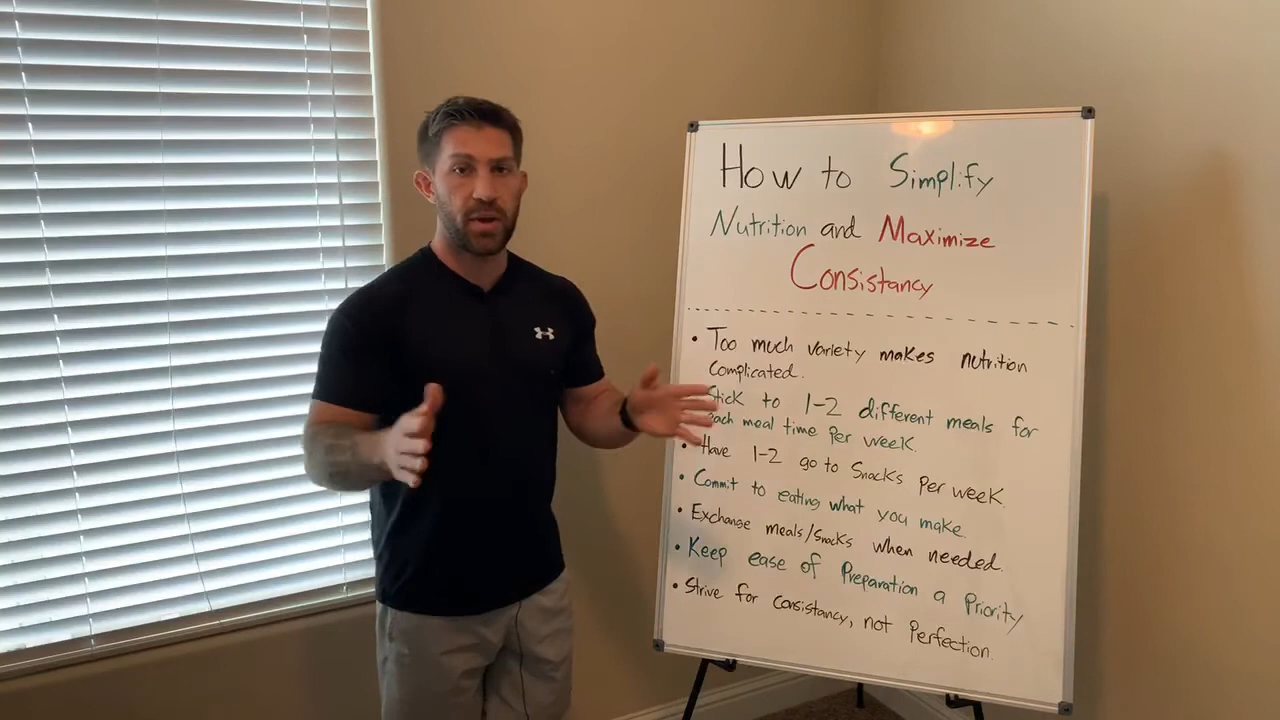 How to Simplify
Nutrition and Maximize
Consistancy
• Too much variety makes nutrition
complicated.
Stick to 1-2 different meals for
each meal time per week.
• Have 1-2 go to Snacks per week.
• Commit to eating what you make.
• Exchange meals/snacks when needed.
• Keep ease of Preparation a Priority
• Strive for consistancy, not Perfection.